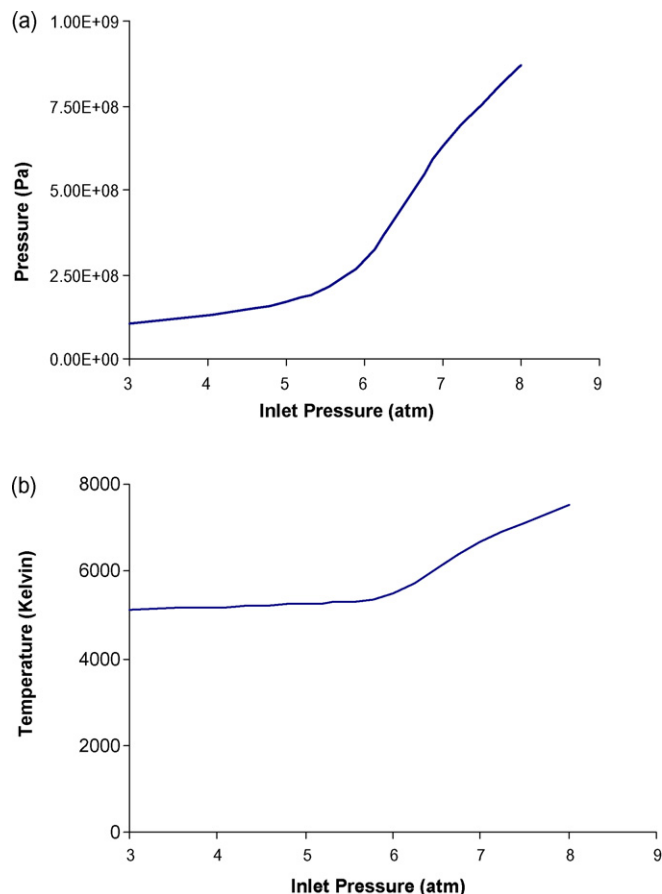 (a)
1.00E+09
7.50E+08
5.00E+08
2.50E+08
0.00E+00
Pressure (Pa)
3 4 5 6 7 8 9
Inlet Pressure (atm)
(b)
8000
6000
4000
2000
0
Temperature (Kelvin)
3 4 5 6 7 8 9
Inlet Pressure (atm)